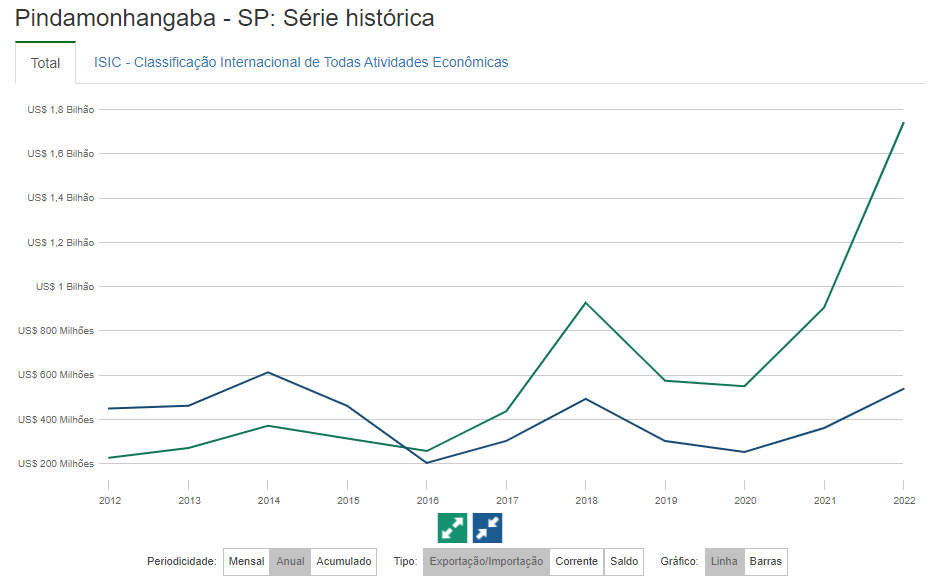 Pindamonhangaba - SP: Série histórica
Total ISIC - Classificação Internacional de Todas Atividades Econômicas
US$ 1,8 Bilhão
US$ 1,6 Bilhão
US$ 1,4 Bilhão
US$ 1,2 Bilhão
US$ 1 Bilhão
US$ 800 Milhões
US$ 600 Milhões
US$ 400 Milhões
US$ 200 Milhões
2012 2013 2014 2015 2016 2017 2018 2019 2020 2021 2022
Periodicidade: Mensal Anual Acumulado Tipo: Exportação/Importação Corrente Saldo Gráfico: Linha Barras